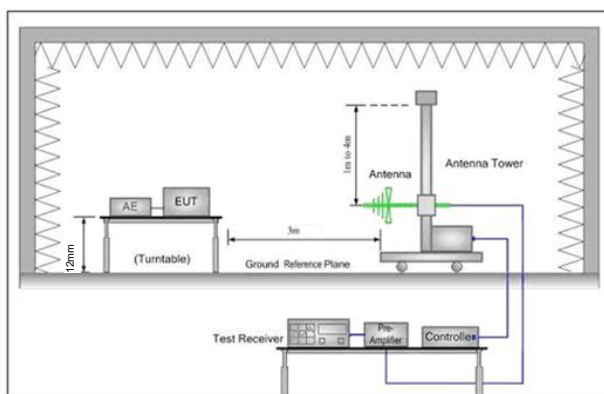 1m to 4m
Antenna
Antenna Tower
AE
EUT
12mm
(Turntable)
3m
Ground Reference Plane
Test Receiver
Pre-
Amplifier
Controller